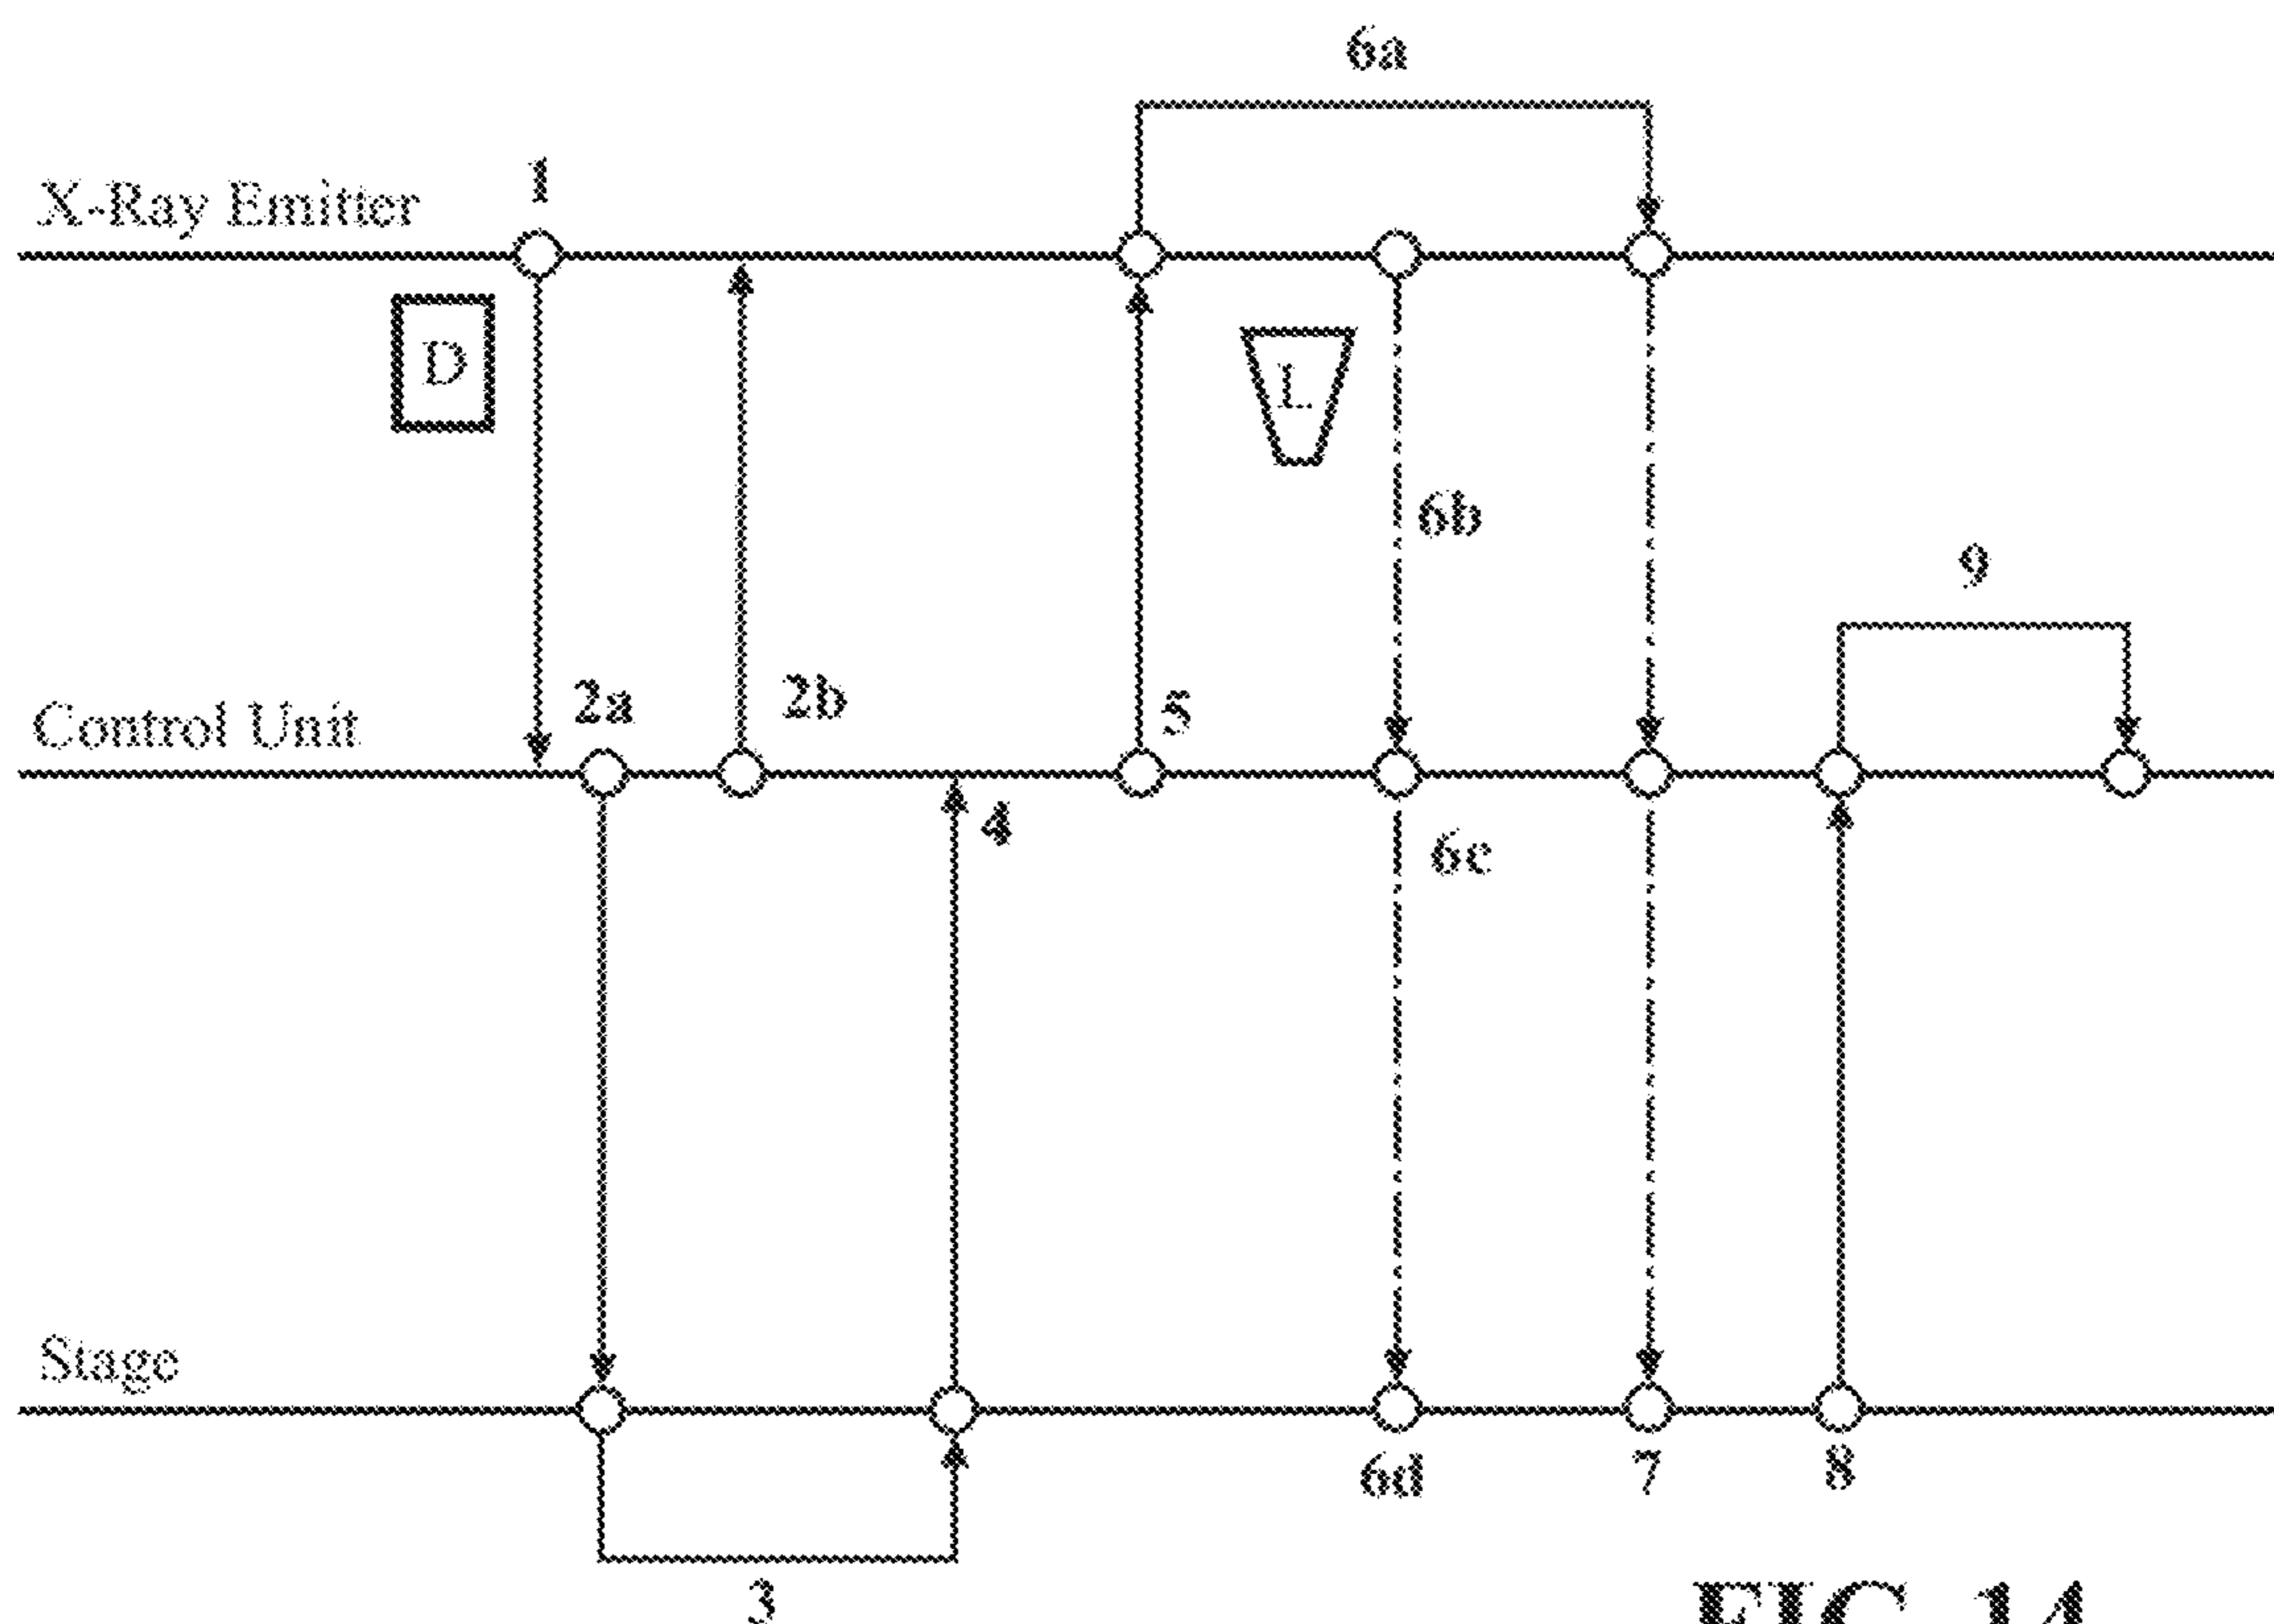 6a
1
X-Ray Emitter
D
L
6b
9
2a
2b
5
Control Unit
4
6c
Stage
6d
7
8
3
FIG. 14